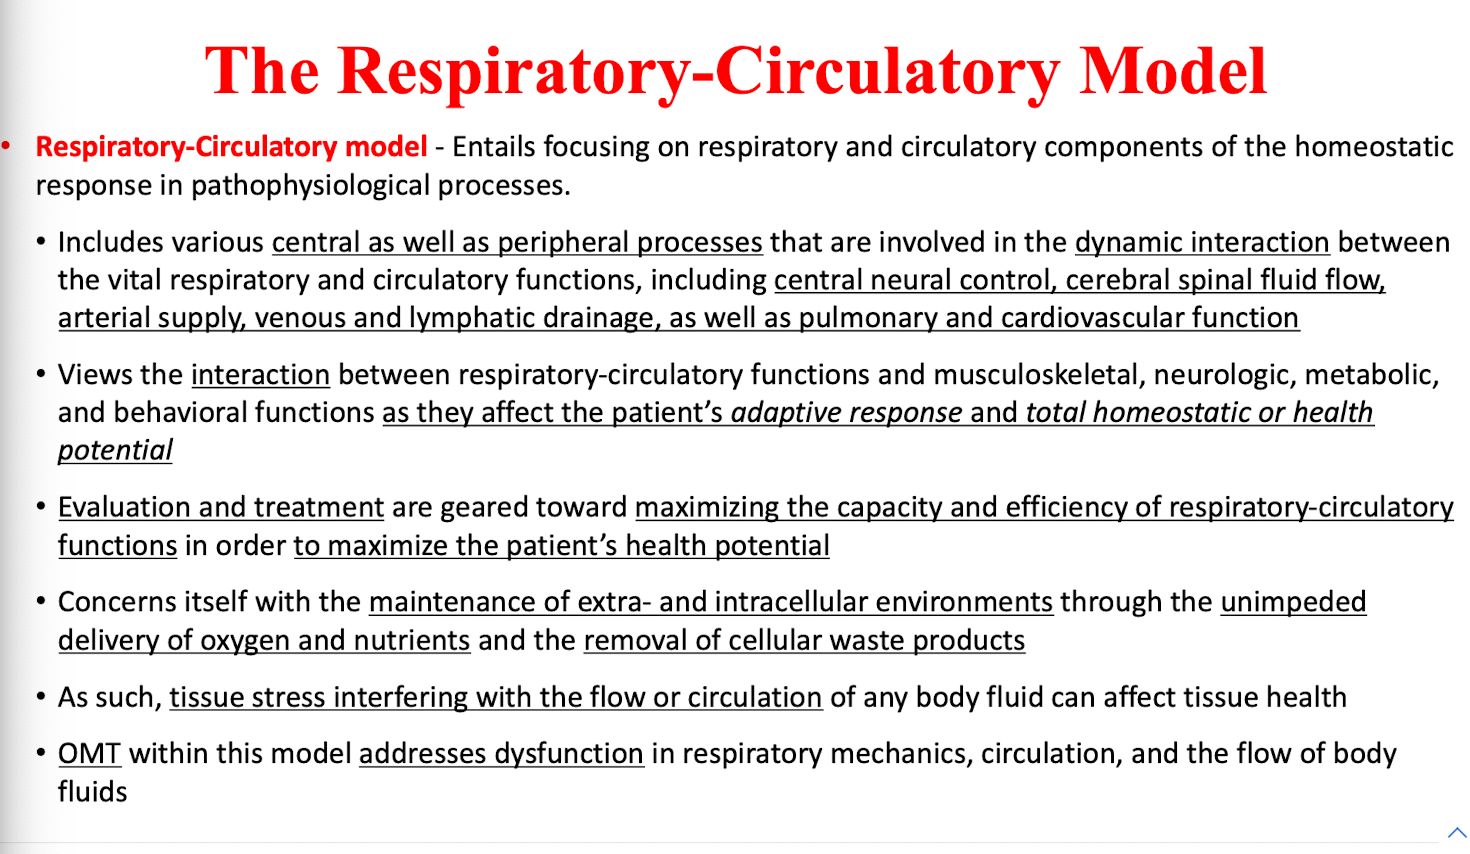 The Respiratory-Circulatory Model
• Respiratory-Circulatory model - Entails focusing on respiratory and circulatory components of the homeostatic
response in pathophysiological processes.
• Includes various central as well as peripheral processes that are involved in the dynamic interaction between
the vital respiratory and circulatory functions, including central neural control, cerebral spinal fluid flow,
arterial supply, venous and lymphatic drainage, as well as pulmonary and cardiovascular function
• Views the interaction between respiratory-circulatory functions and musculoskeletal, neurologic, metabolic,
and behavioral functions as they affect the patient’s adaptive response and total homeostatic or health
potential
• Evaluation and treatment are geared toward maximizing the capacity and efficiency of respiratory-circulatory
functions in order to maximize the patient’s health potential
• Concerns itself with the maintenance of extra- and intracellular environments through the unimpeded
delivery of oxygen and nutrients and the removal of cellular waste products
• As such, tissue stress interfering with the flow or circulation of any body fluid can affect tissue health
• OMT within this model addresses dysfunction in respiratory mechanics, circulation, and the flow of body
fluids